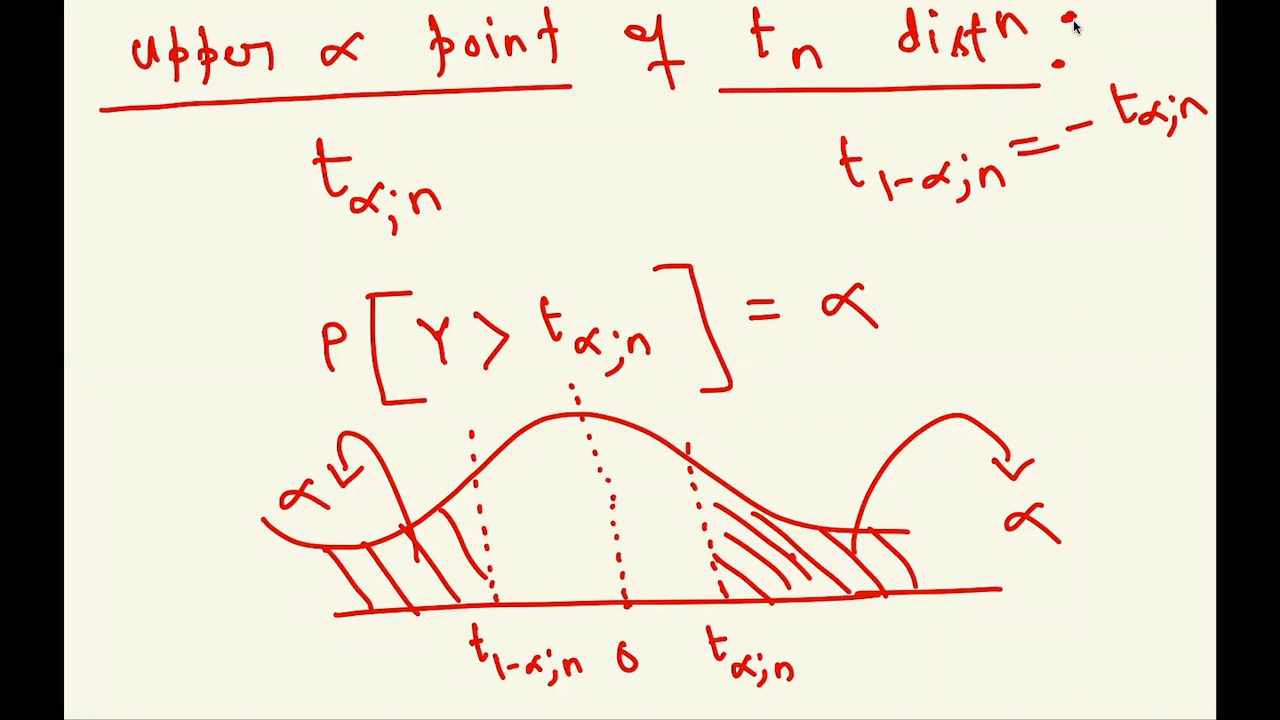 upper α point of tn distn :
tα;n t1-α;n = - tα;n
P[Y > tα;n] = α
α α
t1-α;n 0 tα;n